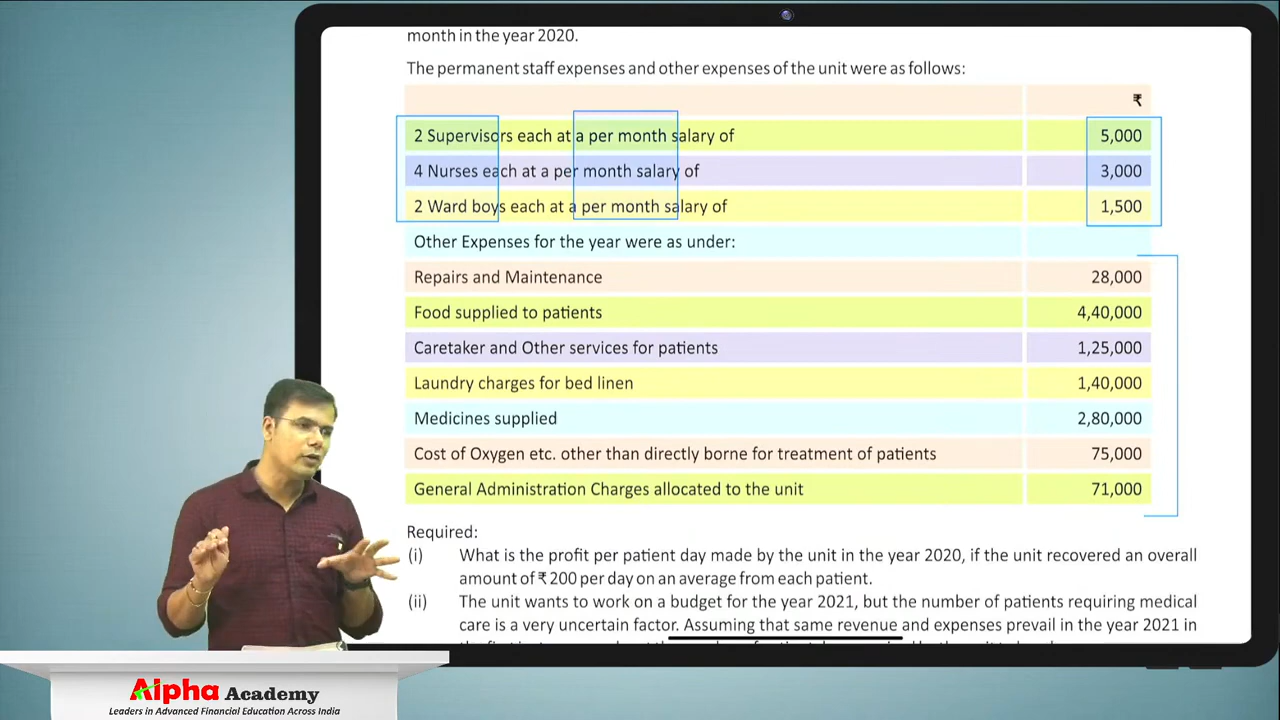 month in the year 2020.
The permanent staff expenses and other expenses of the unit were as follows:
₹
2 Supervisors each at a per month salary of 5,000
4 Nurses each at a per month salary of 3,000
2 Ward boys each at a per month salary of 1,500
Other Expenses for the year were as under:
Repairs and Maintenance 28,000
Food supplied to patients 4,40,000
Caretaker and Other services for patients 1,25,000
Laundry charges for bed linen 1,40,000
Medicines supplied 2,80,000
Cost of Oxygen etc. other than directly borne for treatment of patients 75,000
General Administration Charges allocated to the unit 71,000
Required:
(i) What is the profit per patient day made by the unit in the year 2020, if the unit recovered an overall
amount of ₹ 200 per day on an average from each patient.
(ii) The unit wants to work on a budget for the year 2021, but the number of patients requiring medical
care is a very uncertain factor. Assuming that same revenue and expenses prevail in the year 2021 in
Alpha Academy
Leaders in Advanced Financial Education Across India